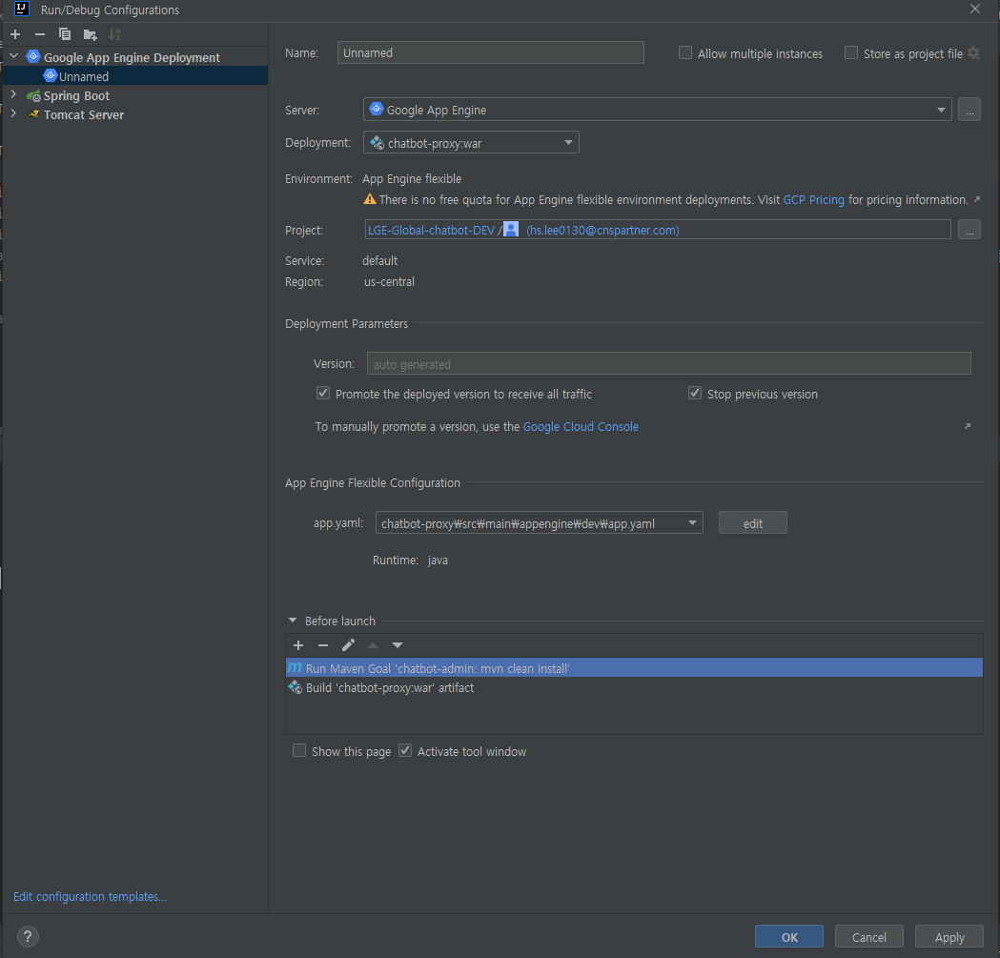 Run/Debug Configurations
Google App Engine Deployment
Unnamed
Spring Boot
Tomcat Server
Edit configuration templates...
Name: Unnamed Allow multiple instances Store as project file
Server: Google App Engine ...
Deployment: chatbot-proxy:war
Environment: App Engine flexible
There is no free quota for App Engine flexible environment deployments. Visit GCP Pricing for pricing information. ↗
Project: LGE-Global-chatbot-DEV / (hs.lee0130@cnspartner.com) ...
Service: default
Region: us-central
Deployment Parameters
Version: auto generated
Promote the deployed version to receive all traffic Stop previous version
To manually promote a version, use the Google Cloud Console ↗
App Engine Flexible Configuration
app.yaml: chatbot-proxy₩src₩main₩appengine₩dev₩app.yaml edit
Runtime: java
Before launch
Run Maven Goal 'chatbot-admin: mvn clean install'
Build 'chatbot-proxy:war' artifact
Show this page Activate tool window
? OK Cancel Apply